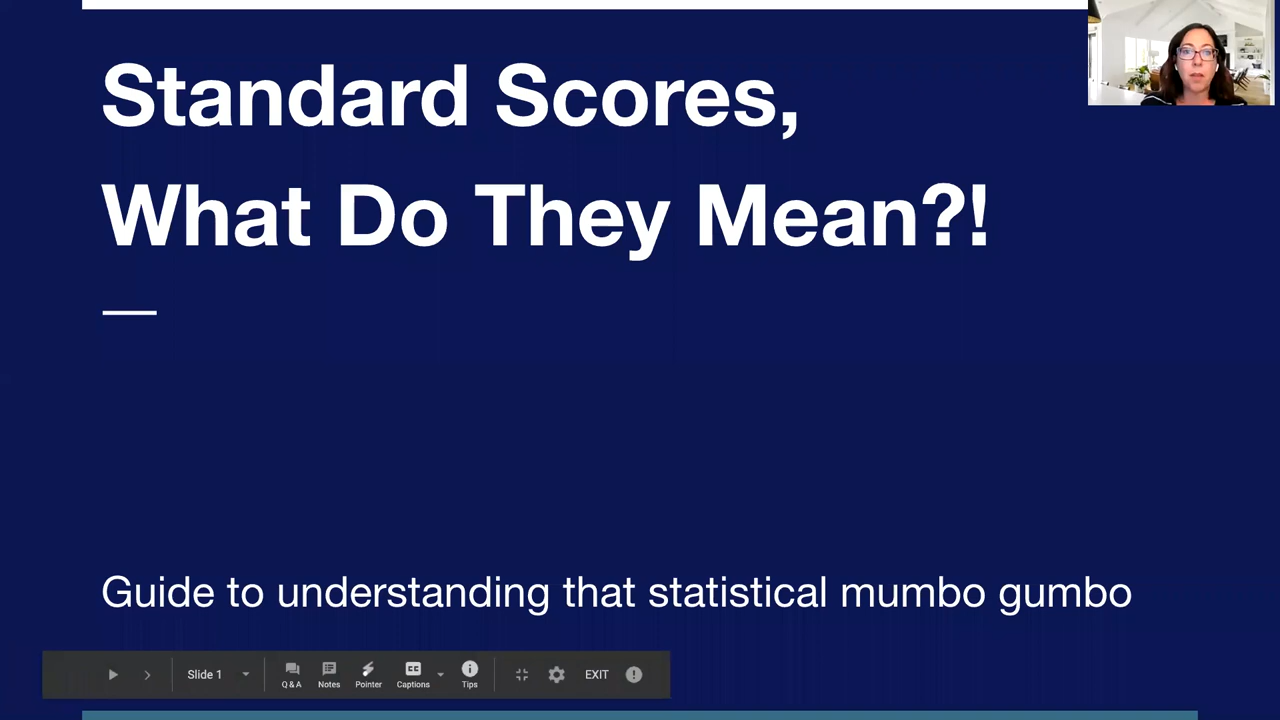 Standard Scores,
What Do They Mean?!
Guide to understanding that statistical mumbo gumbo
Slide 1
Q & A
Notes
Pointer
CC
Captions
Tips
EXIT